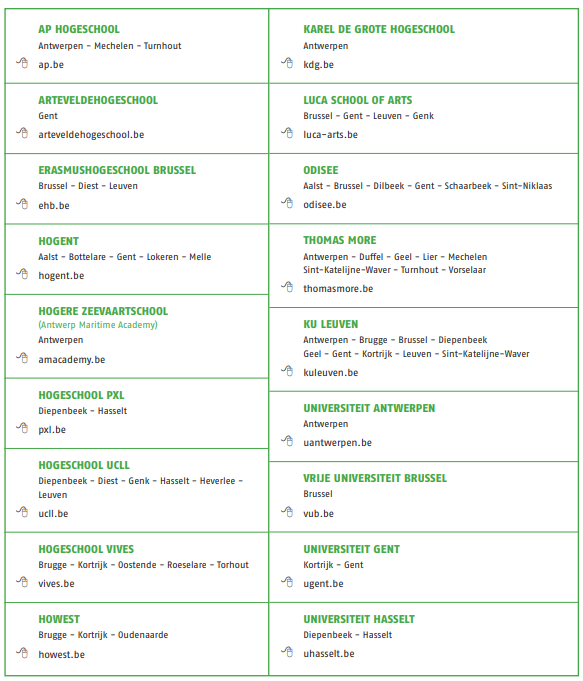 AP HOGESCHOOL
Antwerpen – Mechelen – Turnhout
ap.be
ARTEVELDEHOGESCHOOL
Gent
arteveldehogeschool.be
ERASMUSHOGESCHOOL BRUSSEL
Brussel – Diest – Leuven
ehb.be
HOGENT
Aalst – Bottelare – Gent – Lokeren – Melle
hogent.be
HOGERE ZEEVAARTSCHOOL
(Antwerp Maritime Academy)
Antwerpen
amacademy.be
HOGESCHOOL PXL
Diepenbeek – Hasselt
pxl.be
HOGESCHOOL UCLL
Diepenbeek – Diest – Genk – Hasselt – Heverlee –
Leuven
ucll.be
HOGESCHOOL VIVES
Brugge – Kortrijk – Oostende – Roeselare – Torhout
vives.be
HOWEST
Brugge – Kortrijk – Oudenaarde
howest.be
KAREL DE GROTE HOGESCHOOL
Antwerpen
kdg.be
LUCA SCHOOL OF ARTS
Brussel – Gent – Leuven – Genk
luca-arts.be
ODISEE
Aalst – Brussel – Dilbeek – Gent – Schaarbeek – Sint-Niklaas
odisee.be
THOMAS MORE
Antwerpen – Duffel – Geel – Lier – Mechelen
Sint-Katelijne-Waver – Turnhout – Vorselaar
thomasmore.be
KU LEUVEN
Antwerpen – Brugge – Brussel – Diepenbeek
Geel – Gent – Kortrijk – Leuven – Sint-Katelijne-Waver
kuleuven.be
UNIVERSITEIT ANTWERPEN
Antwerpen
uantwerpen.be
VRIJE UNIVERSITEIT BRUSSEL
Brussel
vub.be
UNIVERSITEIT GENT
Kortrijk – Gent
ugent.be
UNIVERSITEIT HASSELT
Diepenbeek – Hasselt
uhasselt.be